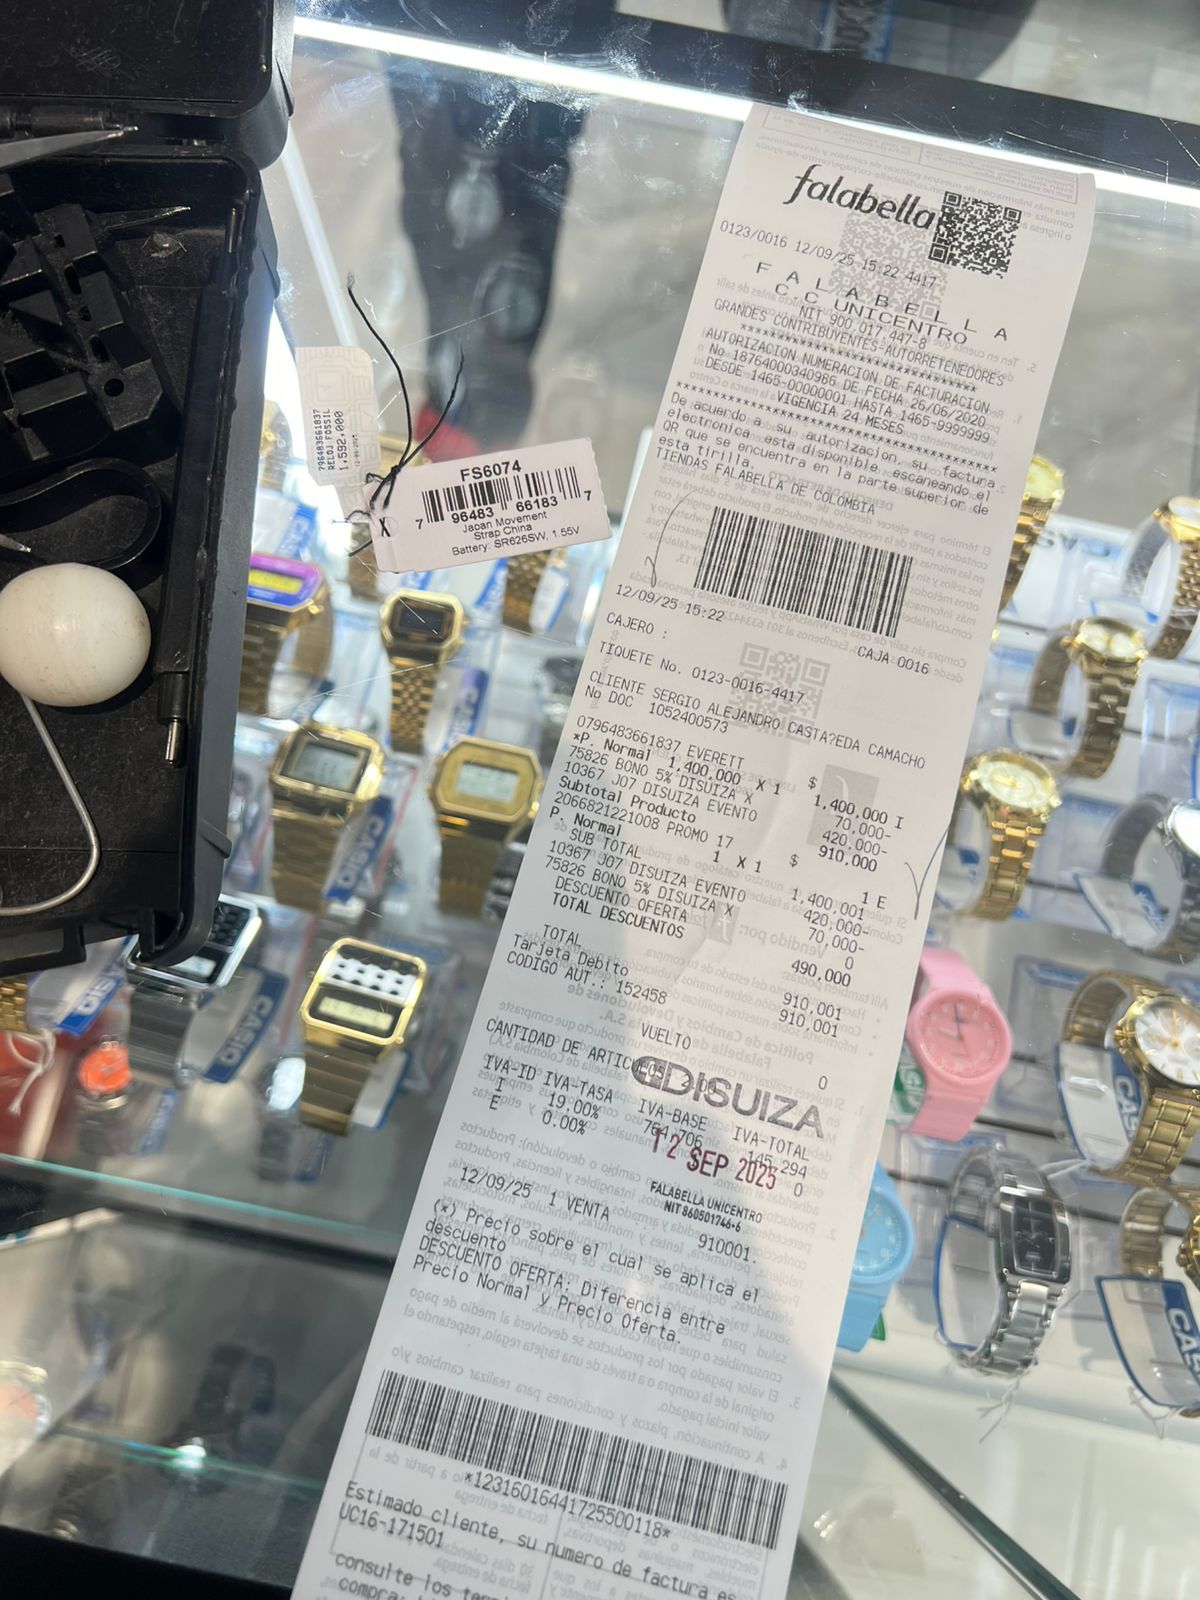 falabella
0123/0016 12/09/25 15:22 4417
F A L A B E L L A
C.C UNICENTRO
NIT 900.017.447-8
GRANDES CONTRIBUYENTES-AUTORRETENEDORES
AUTORIZACION NUMERACION DE FACTURACION
No 18764000340986 DE FECHA 26/06/2020
DESDE 1465-00000001 HASTA 1465-9999999
VIGENCIA 24 MESES
De acuerdo a su autorizacion, su factura
electronica esta disponible escaneando el
QR que se encuentra en la parte superior de
esta tirilla.
TIENDAS FALABELLA DE COLOMBIA
12/09/25 15:22
CAJERO : CAJA 0016
TIQUETE No. 0123-0016-4417
CLIENTE SERGIO ALEJANDRO CASTA?EDA CAMACHO
No DOC 1052400573
0796483661837 EVERETT
*P. Normal 1,400,000 X 1 $ 1,400,000 I
75826 BONO 5% DISUIZA X 70,000-
10367 J07 DISUIZA EVENTO 420,000-
Subtotal Producto $ 910,000
2066821221008 PROMO 17
P. Normal 1 X 1 1 E
SUB TOTAL 1,400,001
10367 J07 DISUIZA EVENTO 420,000-
75826 BONO 5% DISUIZA X 70,000-
DESCUENTO OFERTA 0
TOTAL DESCUENTOS 490,000
TOTAL 910,001
Tarjeta Debito 910,001
CODIGO AUT.: 152458
VUELTO 0
CANTIDAD DE ARTICULOS
DISUIZA
IVA-ID IVA-TASA IVA-BASE IVA-TOTAL
I 19.00% 764,706 145,294
E 0.00% 0
12 SEP 2025
FALABELLA UNICENTRO
NIT 860501746-6
12/09/25 1 VENTA 910001.
(*) Precio sobre el cual se aplica el
descuento
DESCUENTO OFERTA: Diferencia entre
Precio Normal y Precio Oferta.
*12316016441725500118*
Estimado cliente, su numero de factura es
UC16-171501
796483661837
RELOJ FOSSIL
1,592,000
FS6074
7 96483 66183 7
Japan Movement
Strap China
Battery: SR626SW, 1.55V
X
CASIO
CASIO
CASIO
CASIO